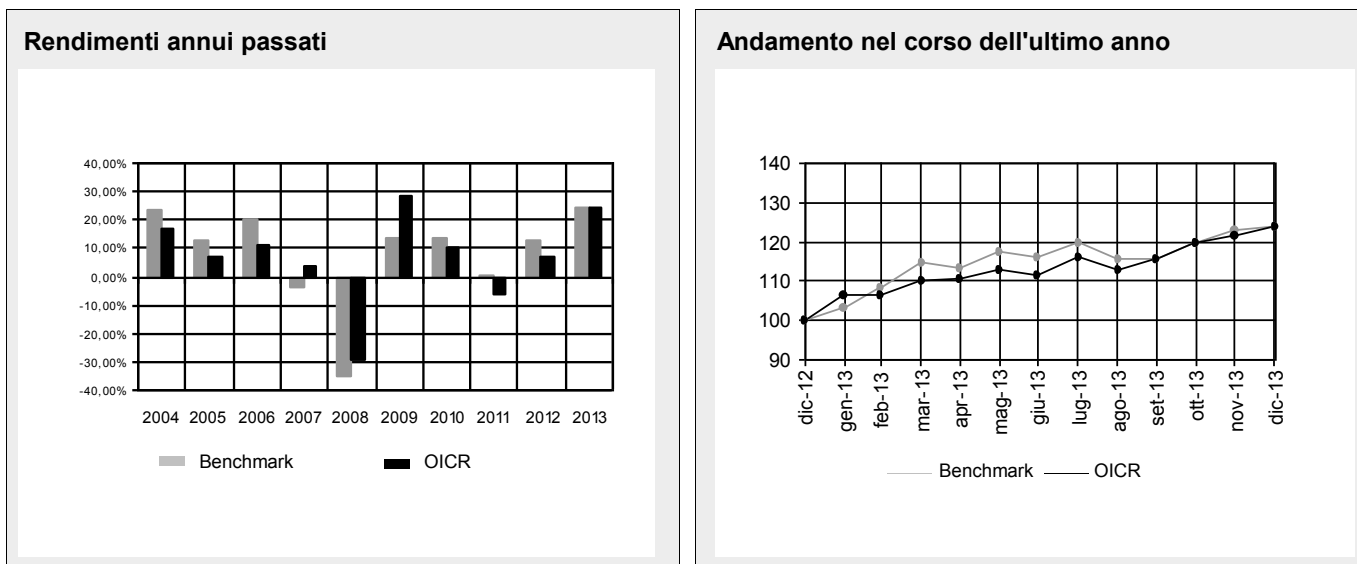 Rendimenti annui passati
40,00%
30,00%
20,00%
10,00%
0,00%
-10,00%
-20,00%
-30,00%
-40,00%
2004 2005 2006 2007 2008 2009 2010 2011 2012 2013
Benchmark OICR
Andamento nel corso dell'ultimo anno
140
130
120
110
100
90
dic-12
gen-13
feb-13
mar-13
apr-13
mag-13
giu-13
lug-13
ago-13
set-13
ott-13
nov-13
dic-13
Benchmark OICR